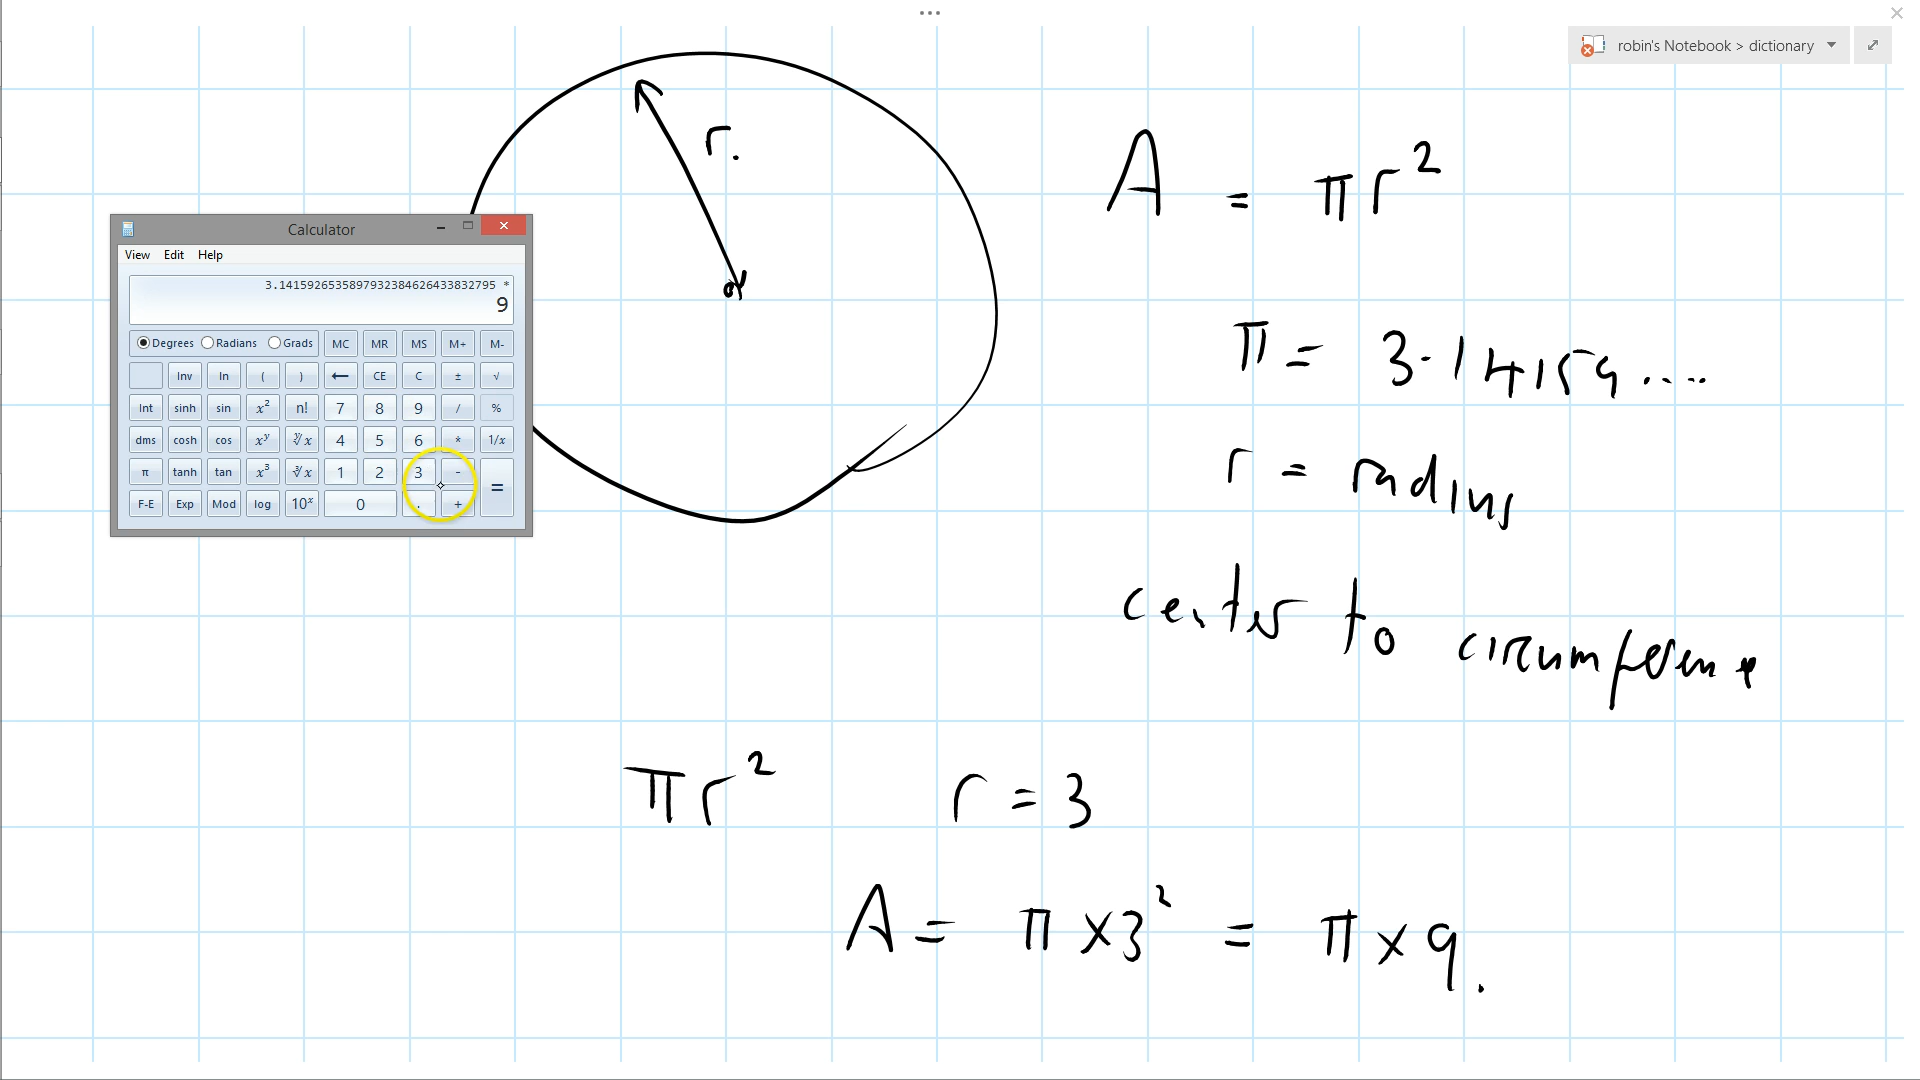 robin's Notebook > dictionary
r.
A = πr²
Calculator
View Edit Help
3.1415926535897932384626433832795 *
9
Degrees Radians Grads MC MR MS M+ M-
Inv ln ( ) ← CE C ± √
Int sinh sin x² n! 7 8 9 / %
dms cosh cos xʸ ʸ√x 4 5 6 * 1/x
π tanh tan x³ ³√x 1 2 3 - =
F-E Exp Mod log 10ˣ 0 . +
π = 3.14159....
r = radius
center to
πr² r = 3
A = π x 3² = π x 9.